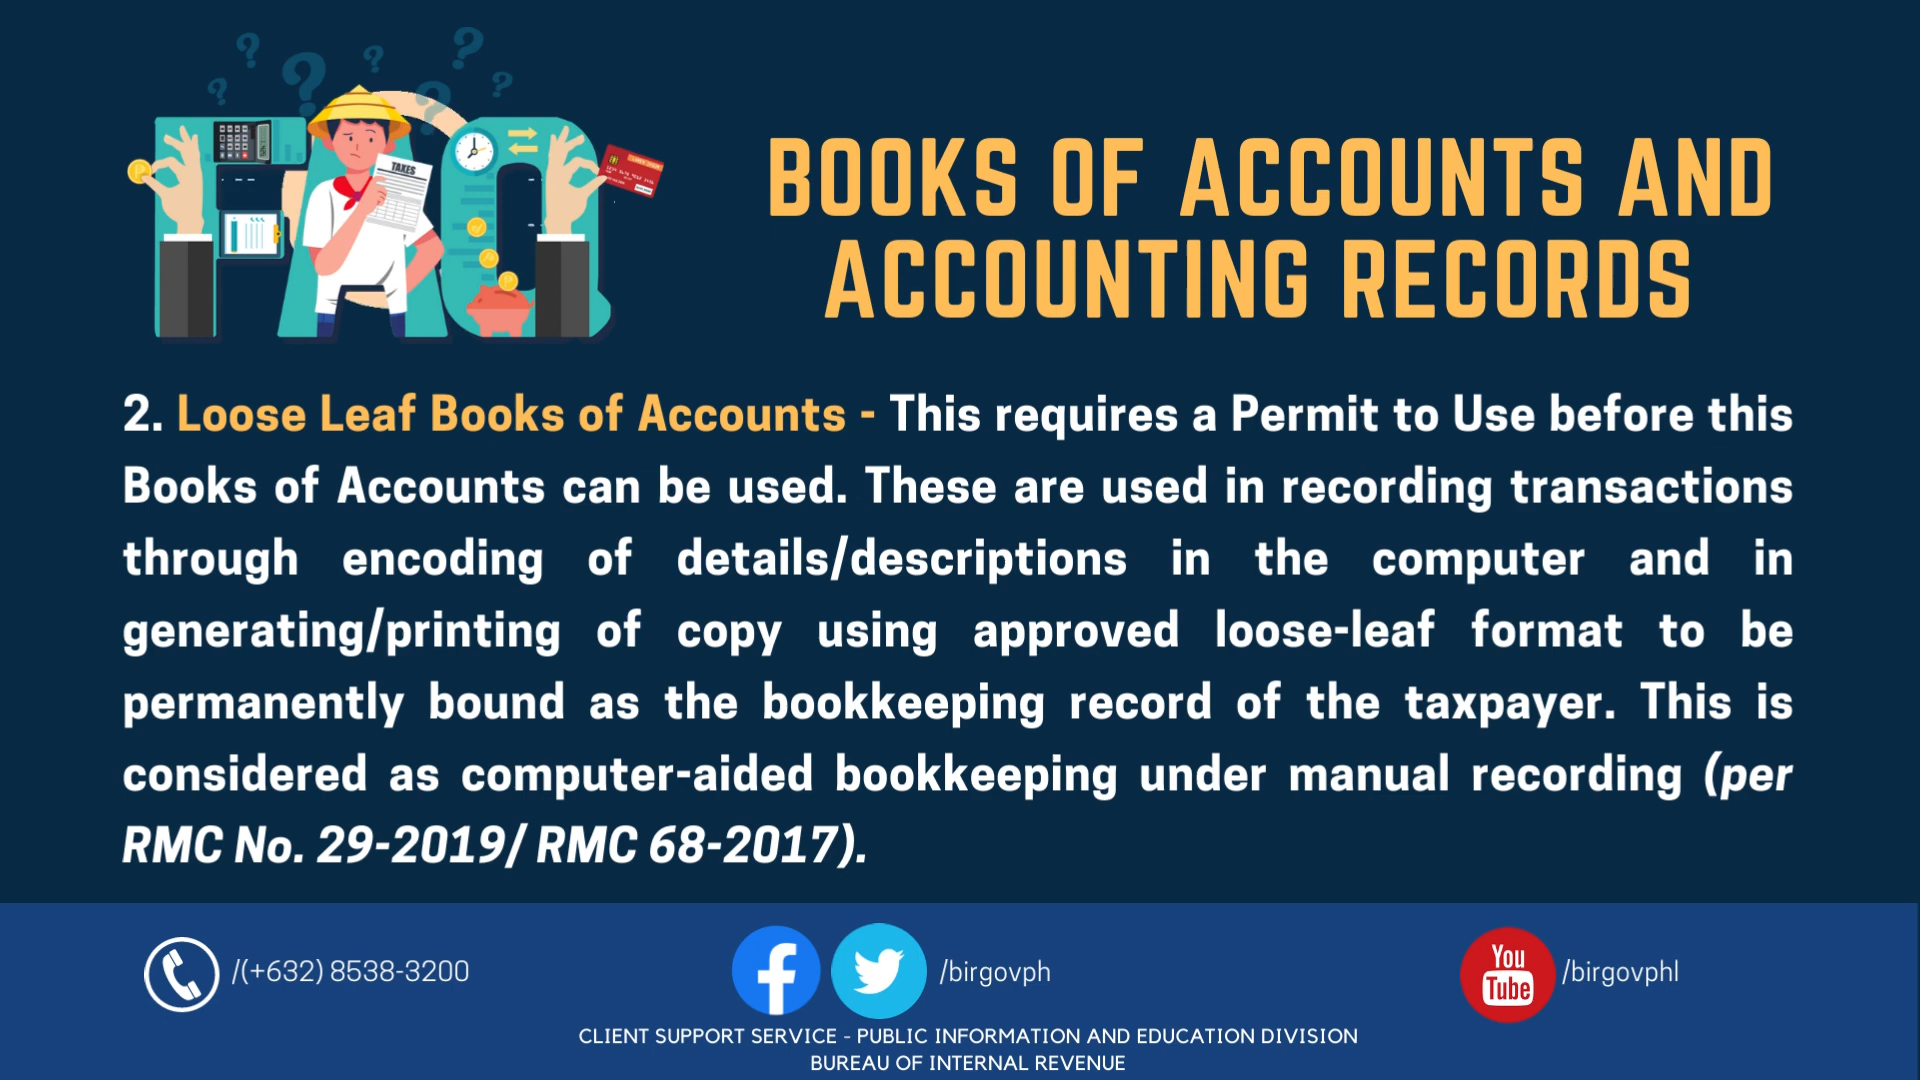 FAQ
TAXES
BOOKS OF ACCOUNTS AND
ACCOUNTING RECORDS
2. Loose Leaf Books of Accounts - This requires a Permit to Use before this
Books of Accounts can be used. These are used in recording transactions
through encoding of details/descriptions in the computer and in
generating/printing of copy using approved loose-leaf format to be
permanently bound as the bookkeeping record of the taxpayer. This is
considered as computer-aided bookkeeping under manual recording (per
RMC No. 29-2019/ RMC 68-2017).
/(+632) 8538-3200
/birgovph
You
Tube
/birgovphl
CLIENT SUPPORT SERVICE - PUBLIC INFORMATION AND EDUCATION DIVISION
BUREAU OF INTERNAL REVENUE